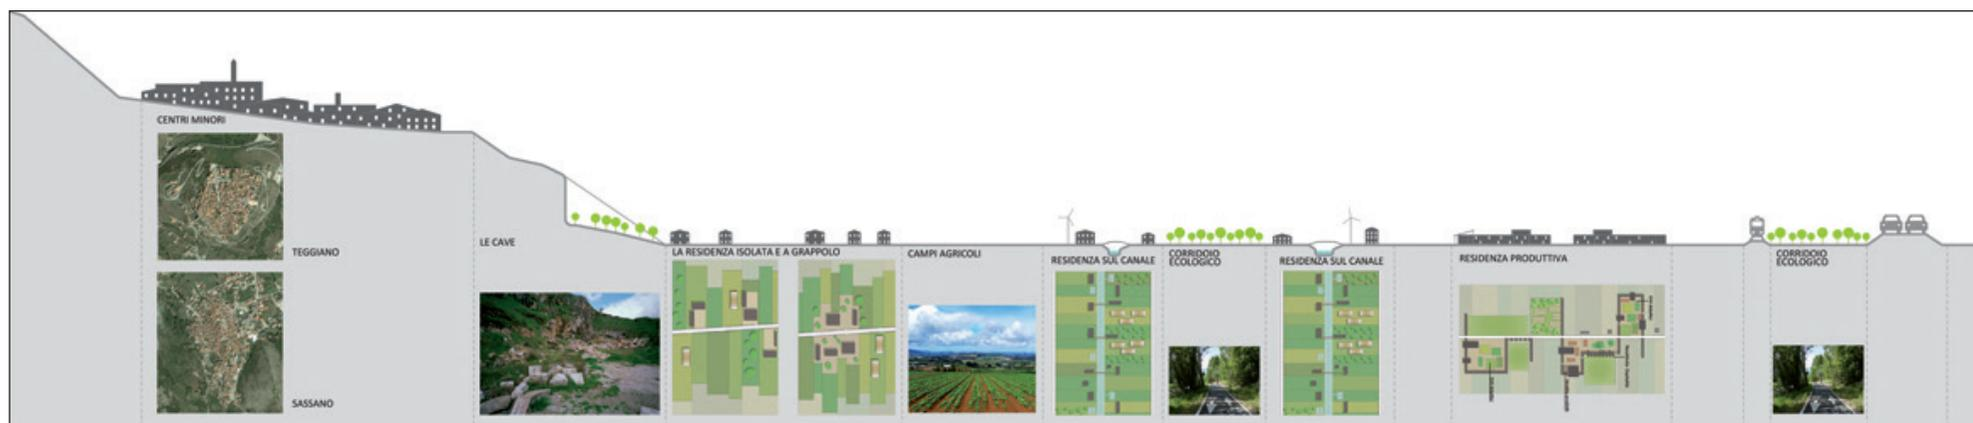 CENTRI MINORI
TEGGIANO
SASSANO
LE CAVE
LA RESIDENZA ISOLATA E A GRAPPOLO
CAMPI AGRICOLI
RESIDENZA SUL CANALE
CORRIDOIO
ECOLOGICO
RESIDENZA SUL CANALE
RESIDENZA PRODUTTIVA
CORRIDOIO
ECOLOGICO